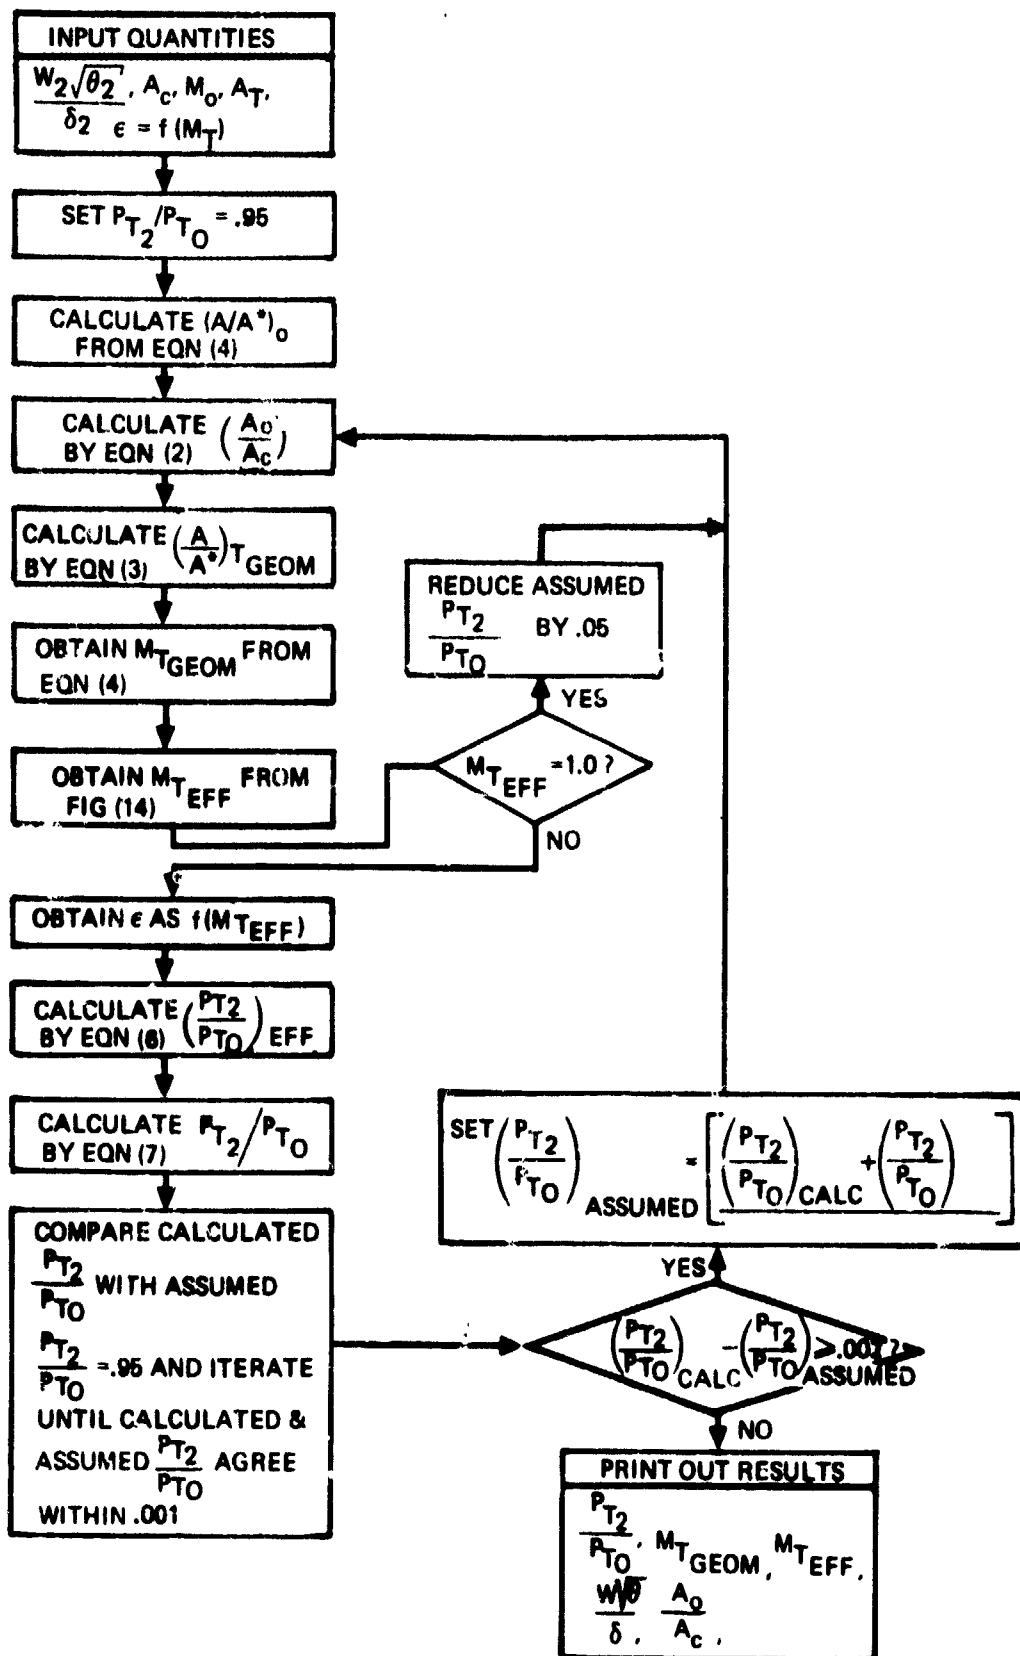 INPUT QUANTITIES
W2√θ2 / δ2, Ac, Mo, AT,
ϵ = f (MT)
SET PT2/PTO = .95
CALCULATE (A/A*)o
FROM EQN (4)
CALCULATE (Ao/Ac)
BY EQN (2)
CALCULATE (A/A*)TGEOM
BY EQN (3)
OBTAIN MTGEOM FROM
EQN (4)
OBTAIN MTEFF FROM
FIG (14)
REDUCE ASSUMED
PT2/PTO BY .05
YES
MTEFF =1.0 ?
NO
OBTAIN ϵ AS f(MTEFF)
CALCULATE (PT2/PTO)EFF
BY EQN (6)
CALCULATE PT2/PTO
BY EQN (7)
COMPARE CALCULATED
PT2/PTO WITH ASSUMED
PT2/PTO =.95 AND ITERATE
UNTIL CALCULATED &
ASSUMED PT2/PTO AGREE
WITHIN .001
SET (PT2/PTO)ASSUMED = [(PT2/PTO)CALC + (PT2/PTO)]
YES
(PT2/PTO)CALC − (PT2/PTO)ASSUMED ≥ ?
NO
PRINT OUT RESULTS
PT2/PTO, MTGEOM, MTEFF,
W√θ/δ, Ao/Ac,